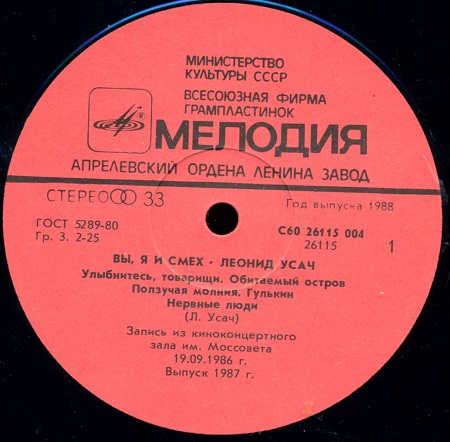 МИНИСТЕРСТВО
КУЛЬТУРЫ СССР
ВСЕСОЮЗНАЯ ФИРМА
ГРАМПЛАСТИНОК
МЕЛОДИЯ
АПРЕЛЕВСКИЙ ОРДЕНА ЛЕНИНА ЗАВОД
СТЕРЕО 33
Год выпуска 1988
ГОСТ 5289-80
Гр. 3. 2-25
С60 26115 004
26115
1
ВЫ, Я И СМЕХ · ЛЕОНИД УСАЧ
Улыбнитесь, товарищи. Обитаемый остров
Ползучая молния. Гулькин
Нервные люди
(Л. Усач)
Запись из киноконцертного
зала им. Моссовета
19.09.1986 г.
Выпуск 1987 г.